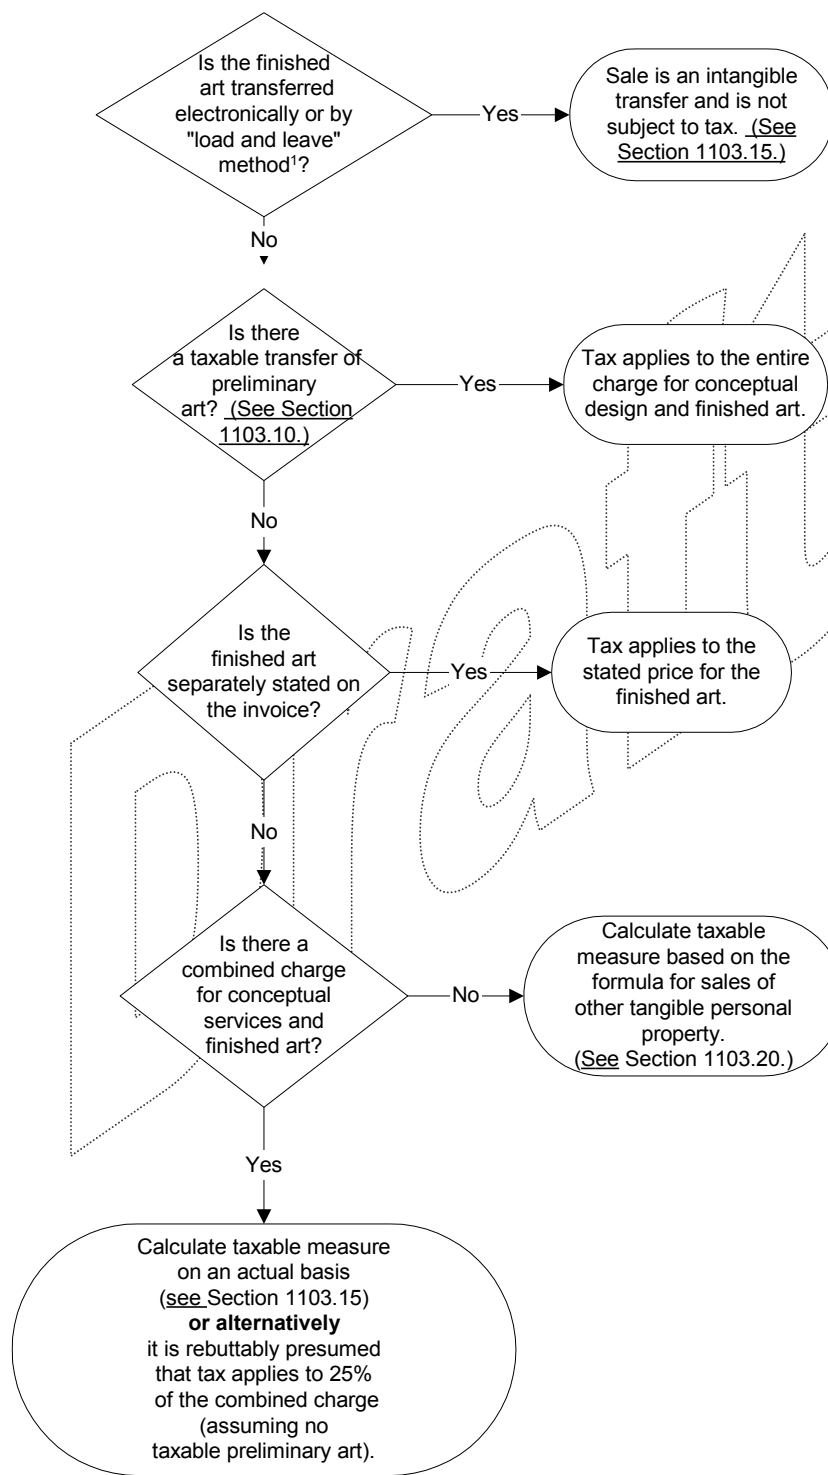 Is the finished
art transferred
electronically or by
"load and leave"
method¹?
Yes
Sale is an intangible
transfer and is not
subject to tax. (See
Section 1103.15.)
No
Is there
a taxable transfer of
preliminary
art? (See Section
1103.10.)
Yes
Tax applies to the entire
charge for conceptual
design and finished art.
No
Is the
finished art
separately stated on
the invoice?
Yes
Tax applies to the
stated price for the
finished art.
No
Is there a
combined charge
for conceptual
services and
finished art?
No
Calculate taxable
measure based on the
formula for sales of
other tangible personal
property.
(See Section 1103.20.)
Yes
Calculate taxable measure
on an actual basis
(see Section 1103.15)
or alternatively
it is rebuttably presumed
that tax applies to 25%
of the combined charge
(assuming no
taxable preliminary art).
Draft